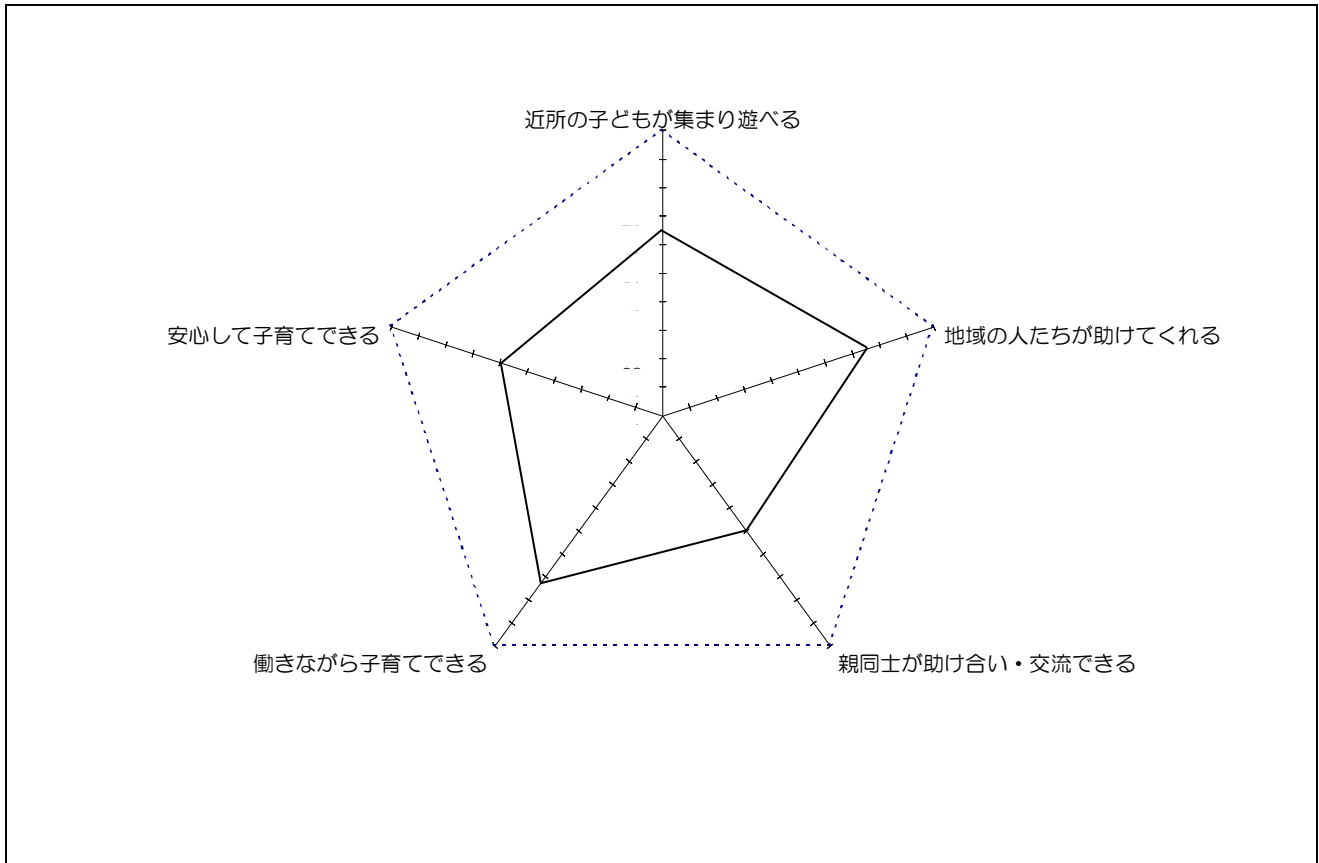 近所の子どもが集まり遊べる
安心して子育てできる
地域の人たちが助けてくれる
働きながら子育てできる
親同士が助け合い・交流できる